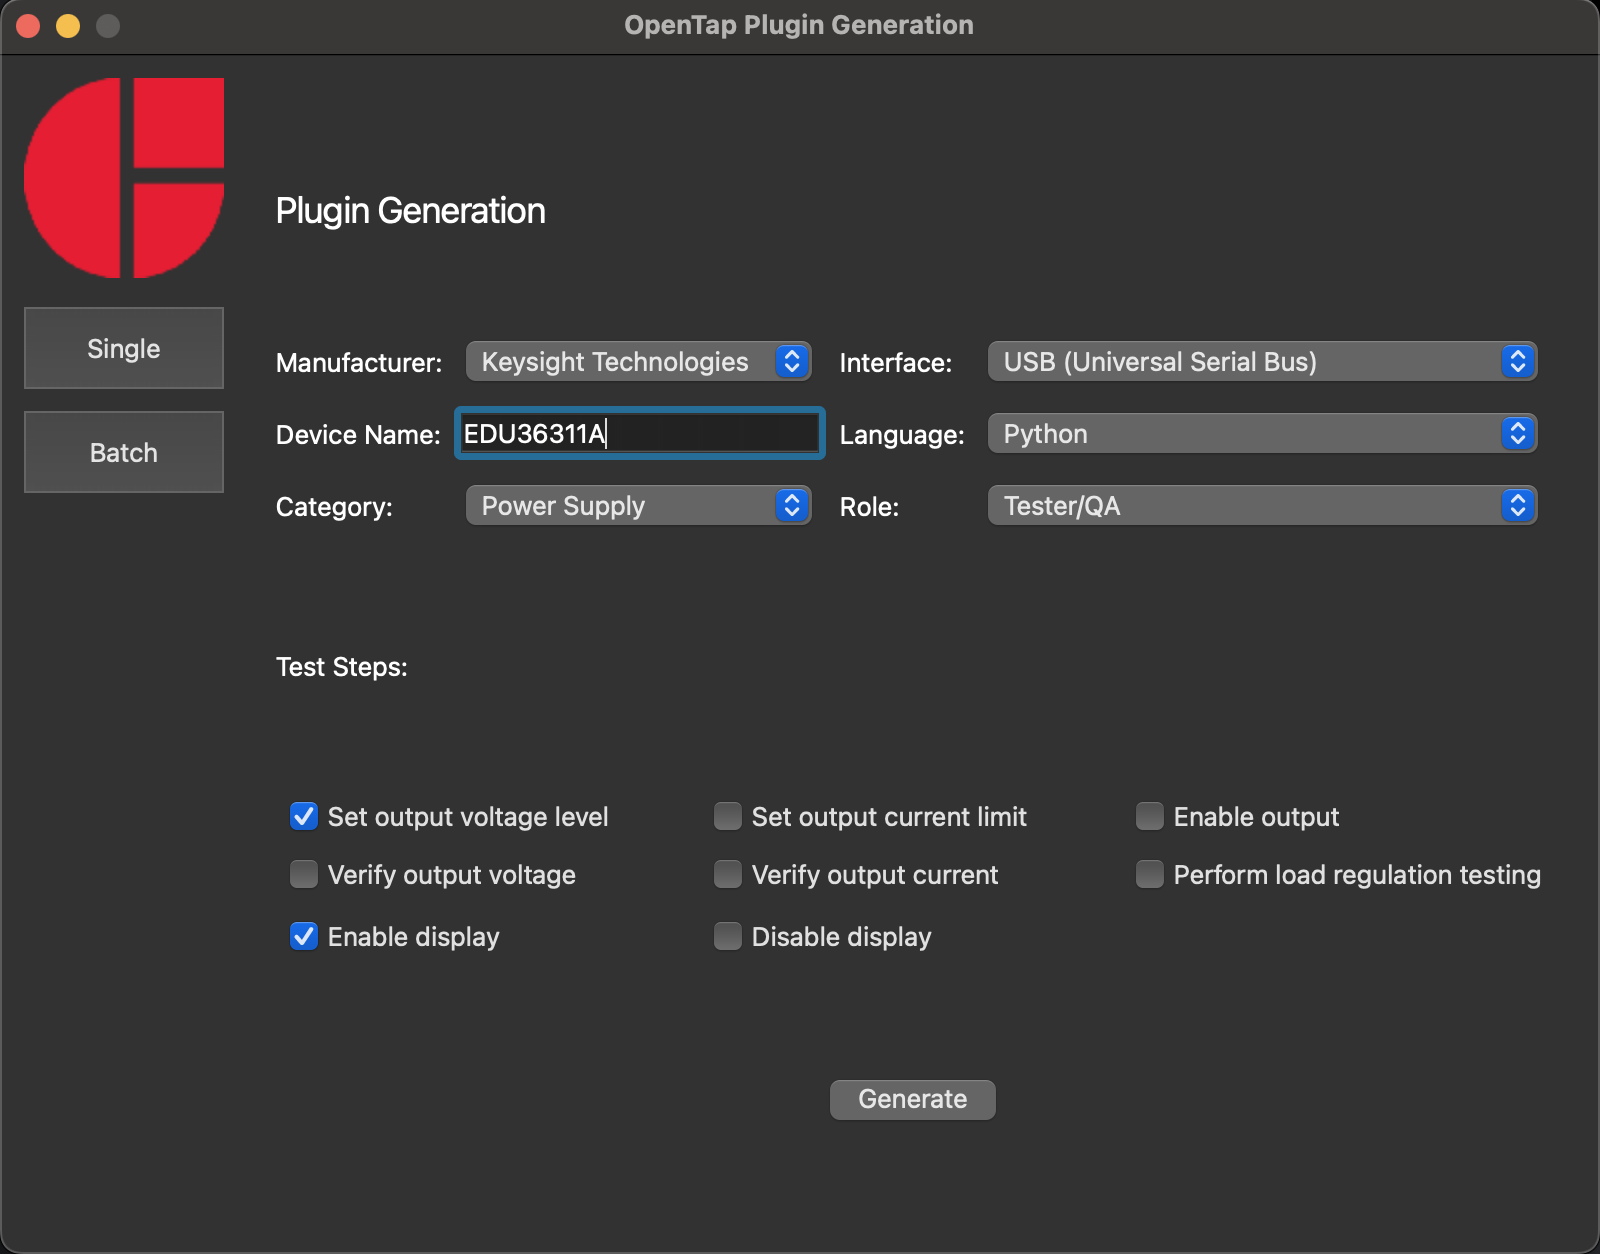 OpenTap Plugin Generation
Plugin Generation
Single
Batch
Manufacturer: Keysight Technologies Interface: USB (Universal Serial Bus)
Device Name: EDU36311A Language: Python
Category: Power Supply Role: Tester/QA
Test Steps:
Set output voltage level Set output current limit Enable output
Verify output voltage Verify output current Perform load regulation testing
Enable display Disable display
Generate